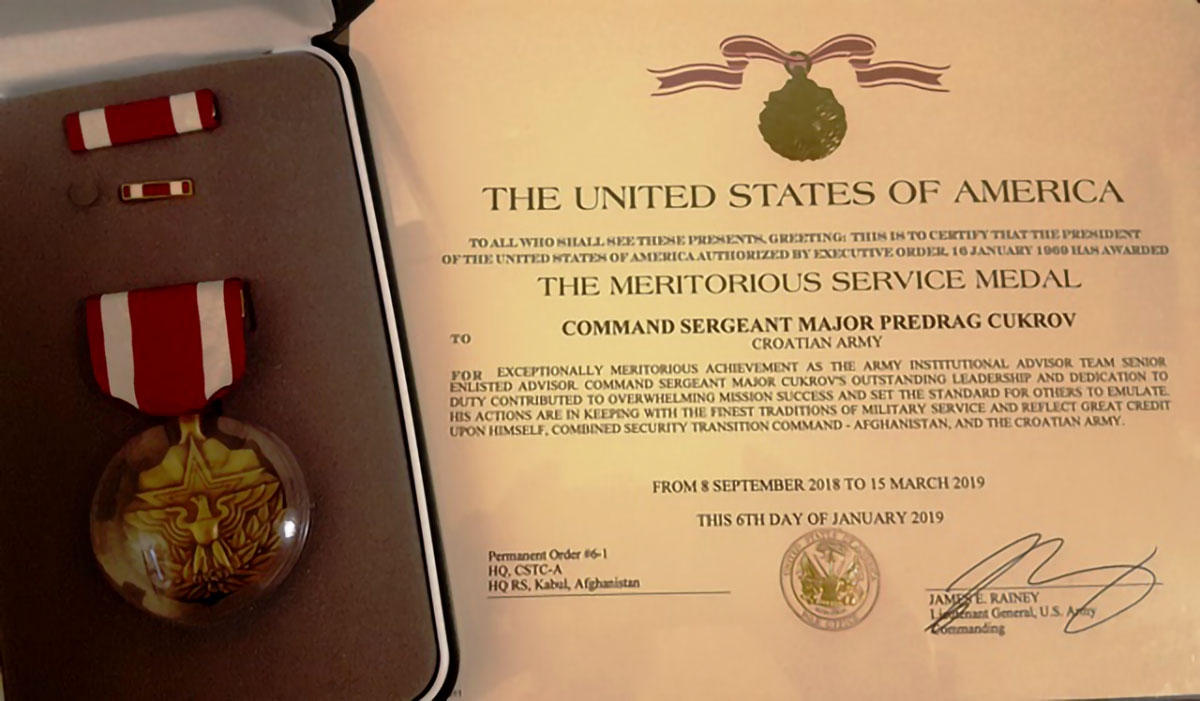 THE UNITED STATES OF AMERICA
TO ALL WHO SHALL SEE THESE PRESENTS, GREETING: THIS IS TO CERTIFY THAT THE PRESIDENT
OF THE UNITED STATES OF AMERICA AUTHORIZED BY EXECUTIVE ORDER, 16 JANUARY 1969 HAS AWARDED
THE MERITORIOUS SERVICE MEDAL
TO COMMAND SERGEANT MAJOR PREDRAG CUKROV
CROATIAN ARMY
FOR EXCEPTIONALLY MERITORIOUS ACHIEVEMENT AS THE ARMY INSTITUTIONAL ADVISOR TEAM SENIOR
ENLISTED ADVISOR. COMMAND SERGEANT MAJOR CUKROV'S OUTSTANDING LEADERSHIP AND DEDICATION TO
DUTY CONTRIBUTED TO OVERWHELMING MISSION SUCCESS AND SET THE STANDARD FOR OTHERS TO EMULATE.
HIS ACTIONS ARE IN KEEPING WITH THE FINEST TRADITIONS OF MILITARY SERVICE AND REFLECT GREAT CREDIT
UPON HIMSELF, COMBINED SECURITY TRANSITION COMMAND - AFGHANISTAN, AND THE CROATIAN ARMY.
FROM 8 SEPTEMBER 2018 TO 15 MARCH 2019
THIS 6TH DAY OF JANUARY 2019
Permanent Order #6-1
HQ, CSTC-A
HQ RS, Kabul, Afghanistan
UNITED STATES OF AMERICA
WAR OFFICE
JAMES E. RAINEY
Lieutenant General, U.S. Army
Commanding